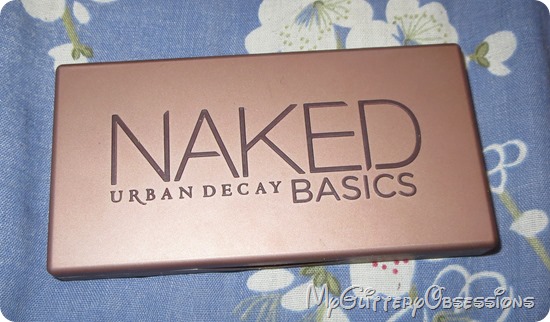 NAKED
URBAN DECAY BASICS
MyGlitteryObsessions